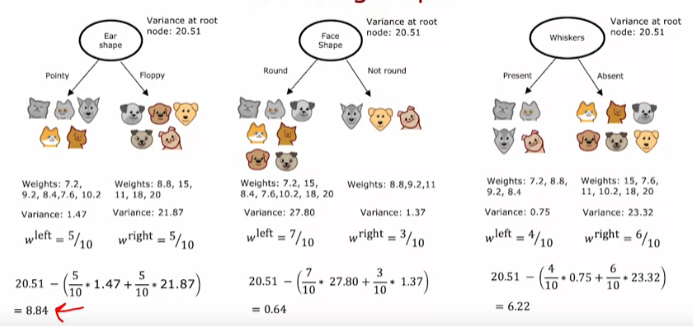 Variance at root
node: 20.51
Ear
shape
Pointy
Floppy
Weights: 7.2,
9.2, 8.4,7.6, 10.2
Weights: 8.8, 15,
11, 18, 20
Variance: 1.47
Variance: 21.87
w^left = 5/10
w^right = 5/10
20.51 − (5/10 * 1.47 + 5/10 * 21.87)
= 8.84
Variance at root
node: 20.51
Face
Shape
Round
Not round
Weights: 7.2, 15,
8.4, 7.6,10.2, 18, 20
Weights: 8.8,9.2,11
Variance: 27.80
Variance: 1.37
w^left = 7/10
w^right = 3/10
20.51 − (7/10 * 27.80 + 3/10 * 1.37)
= 0.64
Variance at root
node: 20.51
Whiskers
Present
Absent
Weights: 7.2, 8.8,
9.2, 8.4
Weights: 15, 7.6,
11, 10.2, 18, 20
Variance: 0.75
Variance: 23.32
w^left = 4/10
w^right = 6/10
20.51 − (4/10 * 0.75 + 6/10 * 23.32)
= 6.22